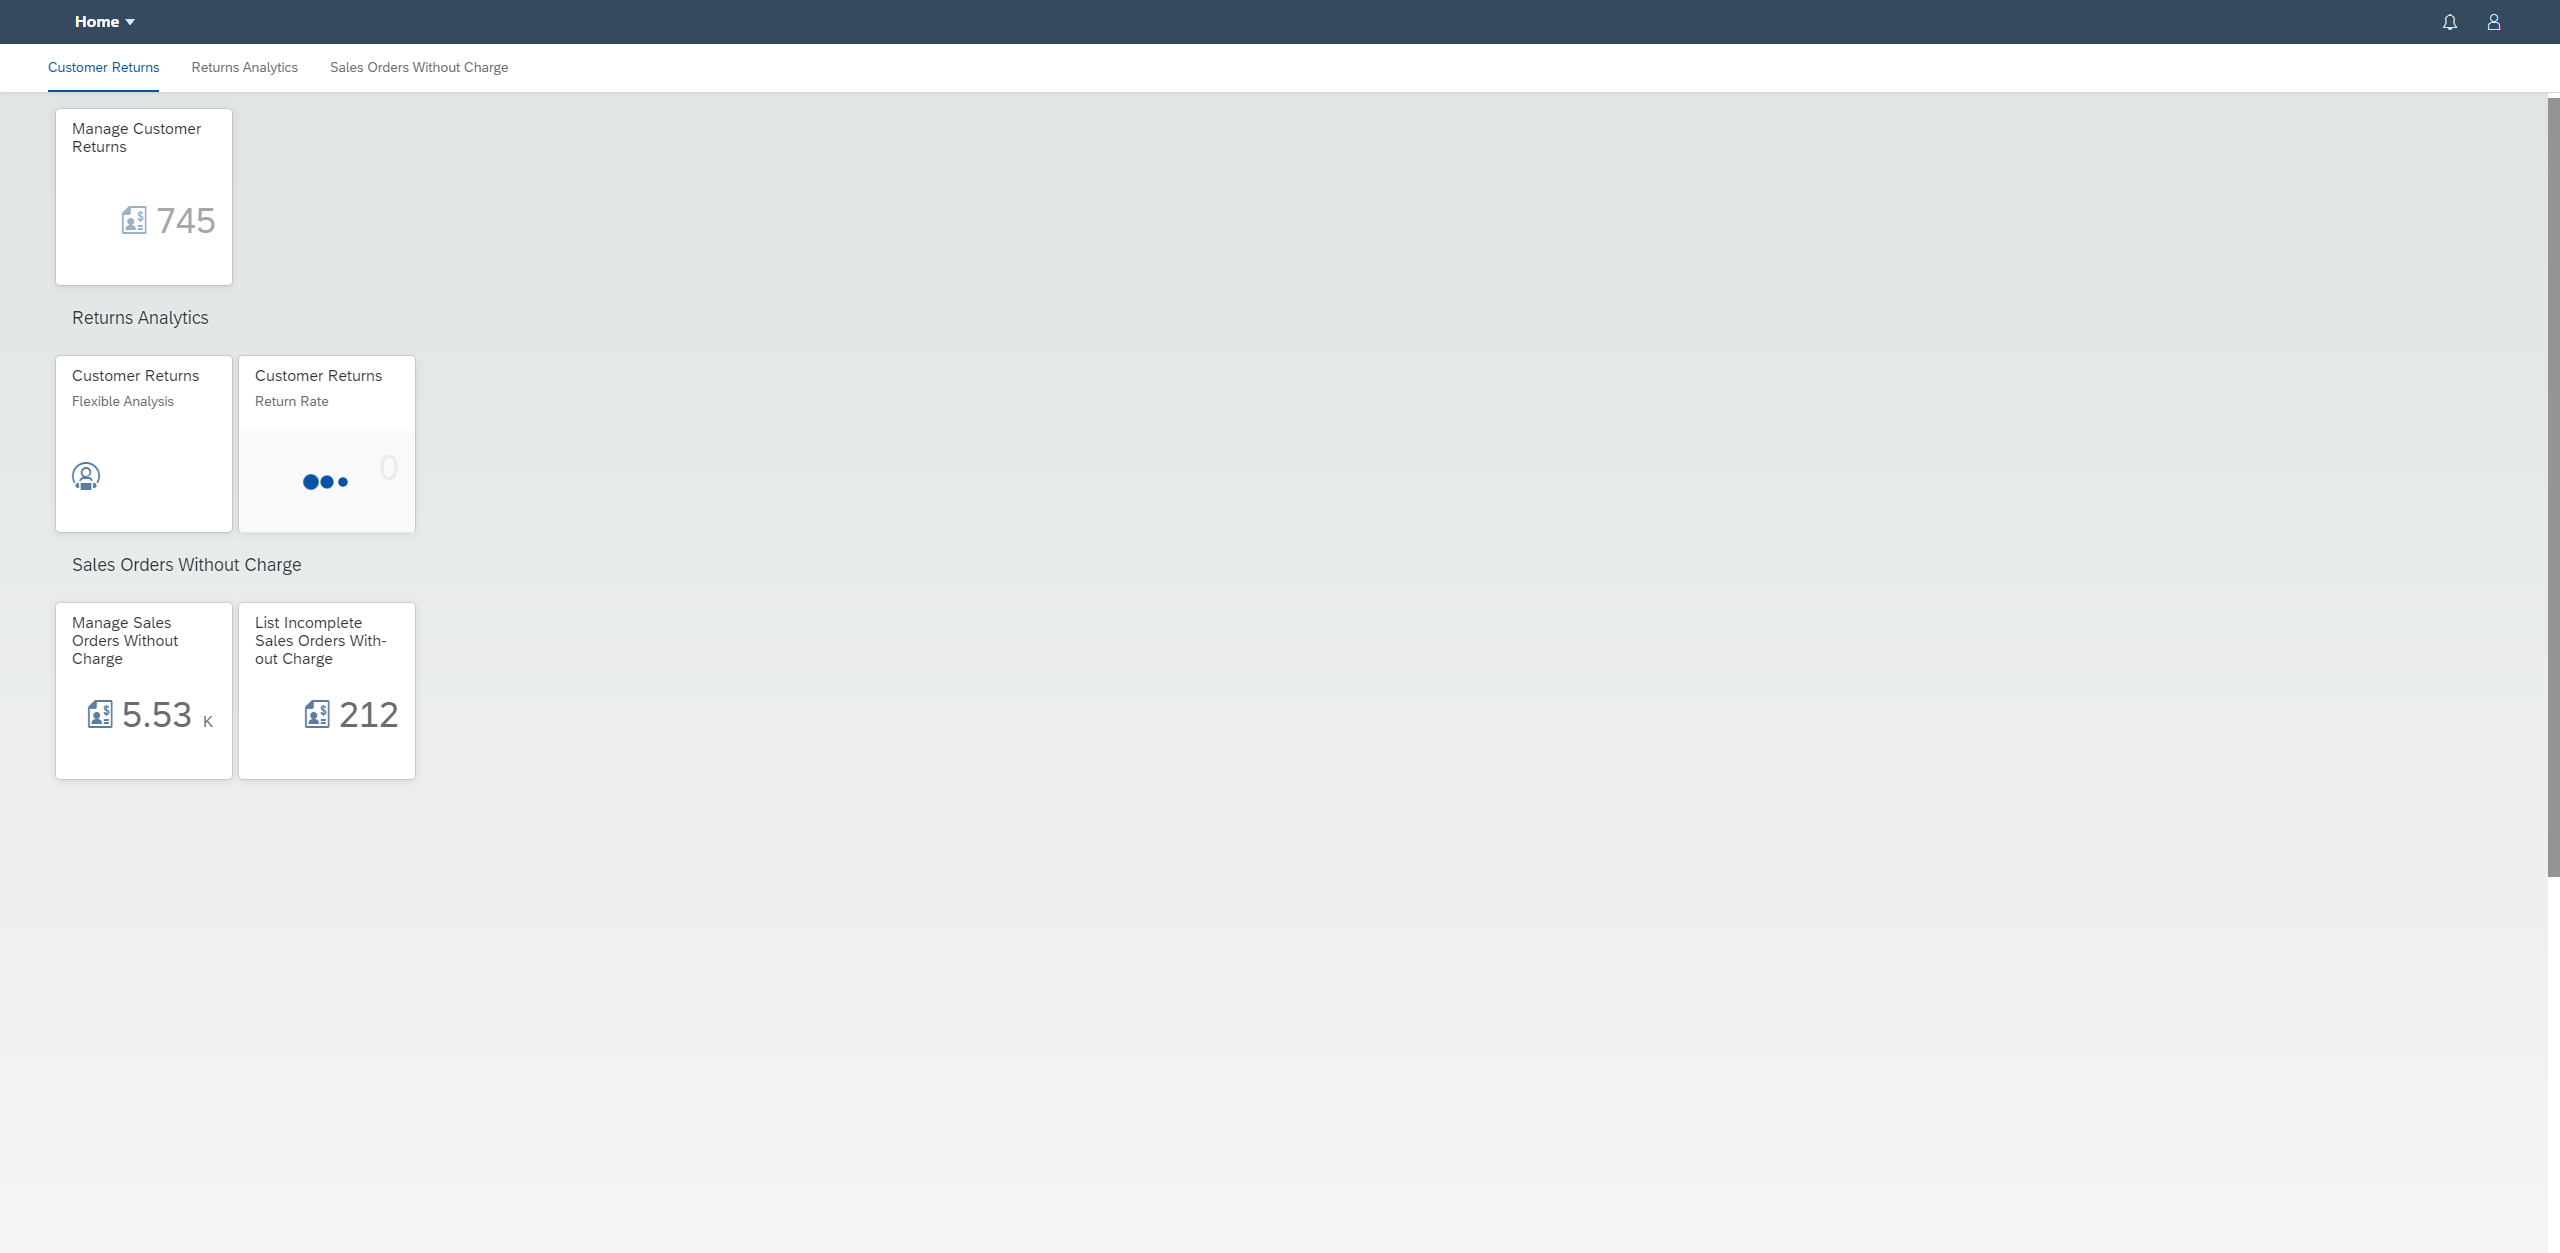 Home
Customer Returns
Returns Analytics
Sales Orders Without Charge
Manage Customer
Returns
745
Returns Analytics
Customer Returns
Flexible Analysis
Customer Returns
Return Rate
0
Sales Orders Without Charge
Manage Sales
Orders Without
Charge
5.53 K
List Incomplete
Sales Orders With-
out Charge
212